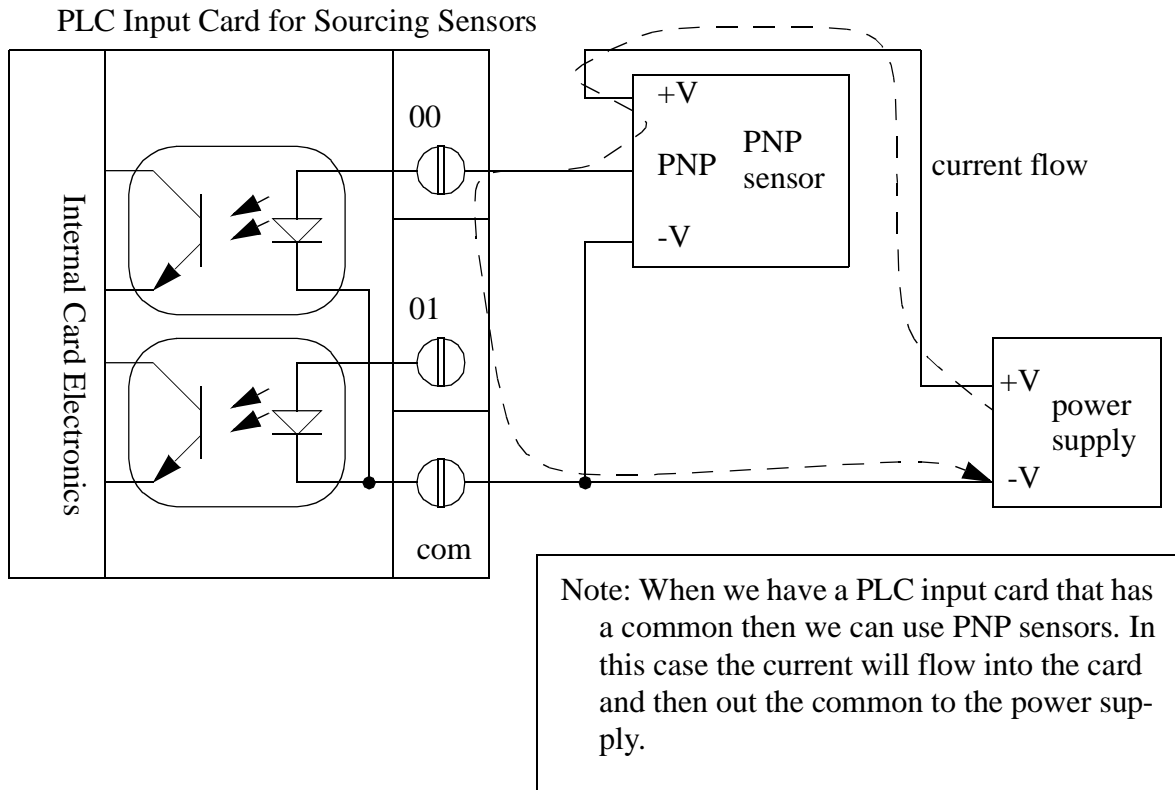 PLC Input Card for Sourcing Sensors
Internal Card Electronics
00
01
com
+V
PNP
-V
PNP
sensor
current flow
+V
-V
power
supply
Note: When we have a PLC input card that has
a common then we can use PNP sensors. In
this case the current will flow into the card
and then out the common to the power sup-
ply.